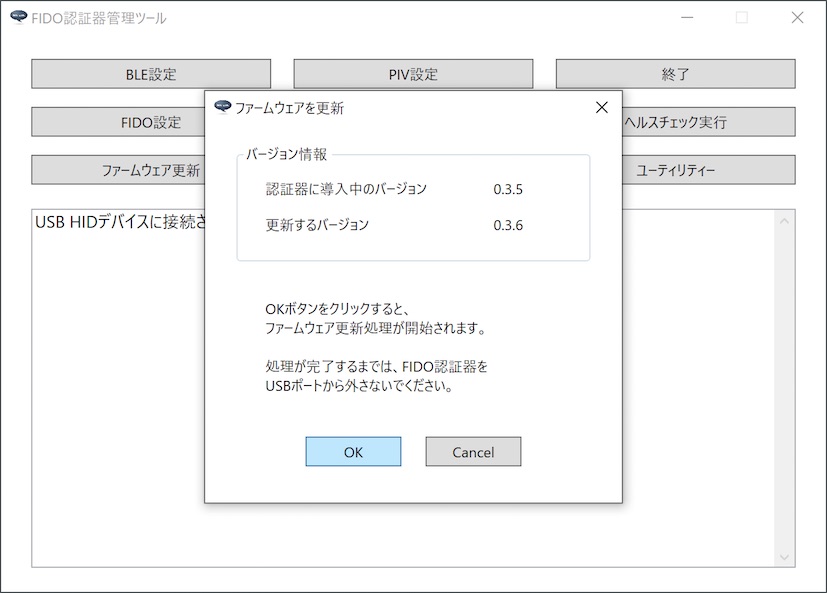 FIDO認証器管理ツール
BLE設定
PIV設定
終了
FIDO設定
ヘルスチェック実行
ファームウェア更新
ユーティリティー
USB HIDデバイスに接続さ
ファームウェアを更新
バージョン情報
認証器に導入中のバージョン 0.3.5
更新するバージョン 0.3.6
OKボタンをクリックすると、
ファームウェア更新処理が開始されます。
処理が完了するまでは、FIDO認証器を
USBポートから外さないでください。
OK
Cancel